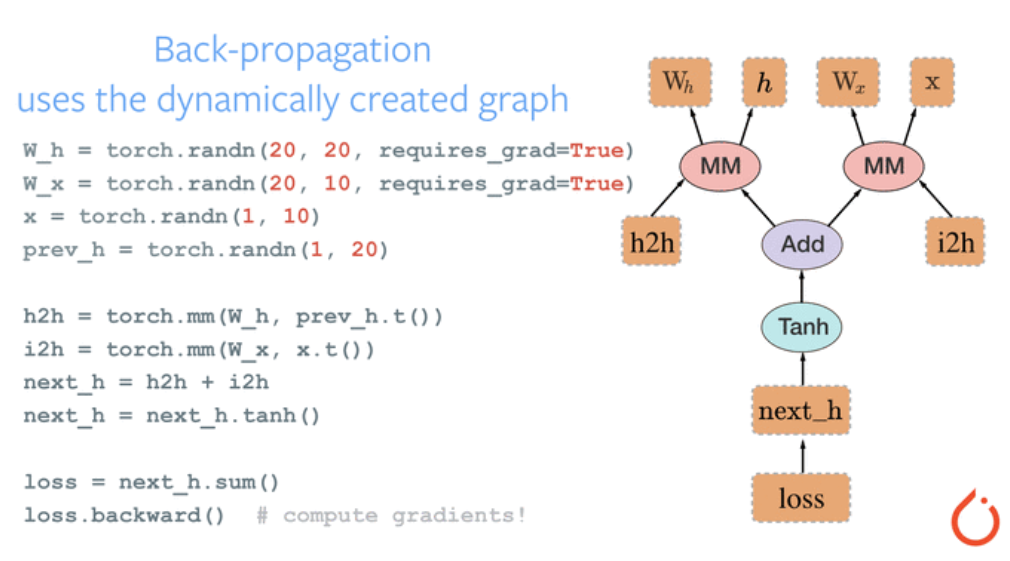 Back-propagation
uses the dynamically created graph
W_h = torch.randn(20, 20, requires_grad=True)
W_x = torch.randn(20, 10, requires_grad=True)
x = torch.randn(1, 10)
prev_h = torch.randn(1, 20)
h2h = torch.mm(W_h, prev_h.t())
i2h = torch.mm(W_x, x.t())
next_h = h2h + i2h
next_h = next_h.tanh()
loss = next_h.sum()
loss.backward()  # compute gradients!
Wₕ h Wₓ x
MM MM
h2h Add i2h
Tanh
next_h
loss